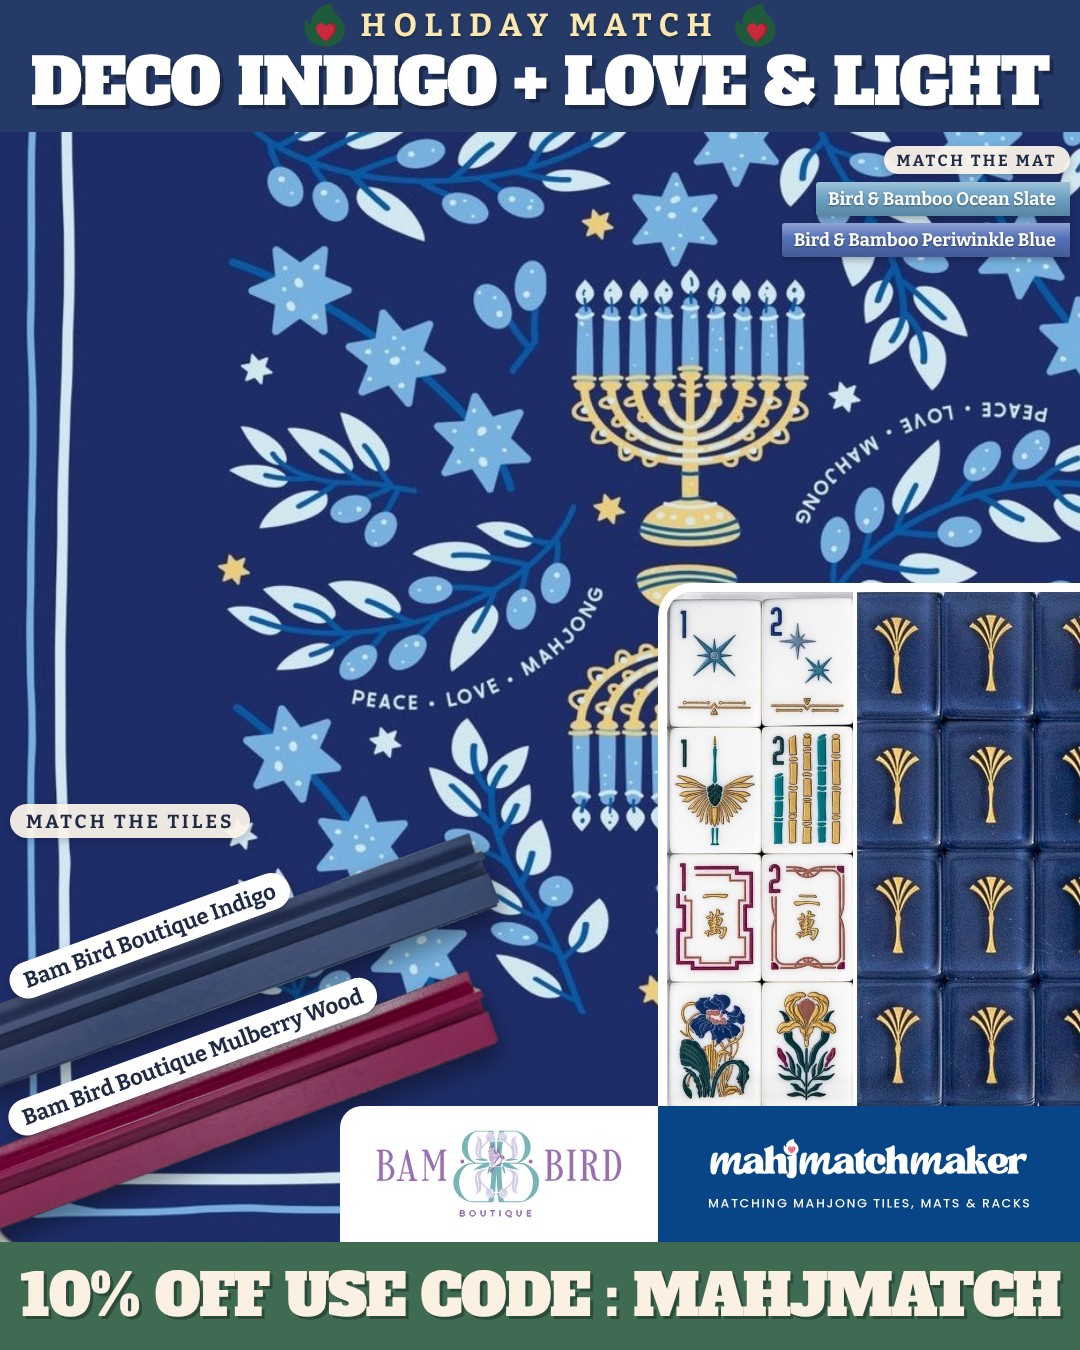 HOLIDAY MATCH
DECO INDIGO + LOVE & LIGHT
MATCH THE MAT
Bird & Bamboo Ocean Slate
Bird & Bamboo Periwinkle Blue
PEACE • LOVE • MAHJONG
PEACE • LOVE • MAHJONG
1
2
1
2
1
一
萬
2
二
萬
MATCH THE TILES
Bam Bird Boutique Indigo
Bam Bird Boutique Mulberry Wood
BAM BIRD
BOUTIQUE
mahjmatchmaker
MATCHING MAHJONG TILES, MATS & RACKS
10% OFF USE CODE : MAHJMATCH